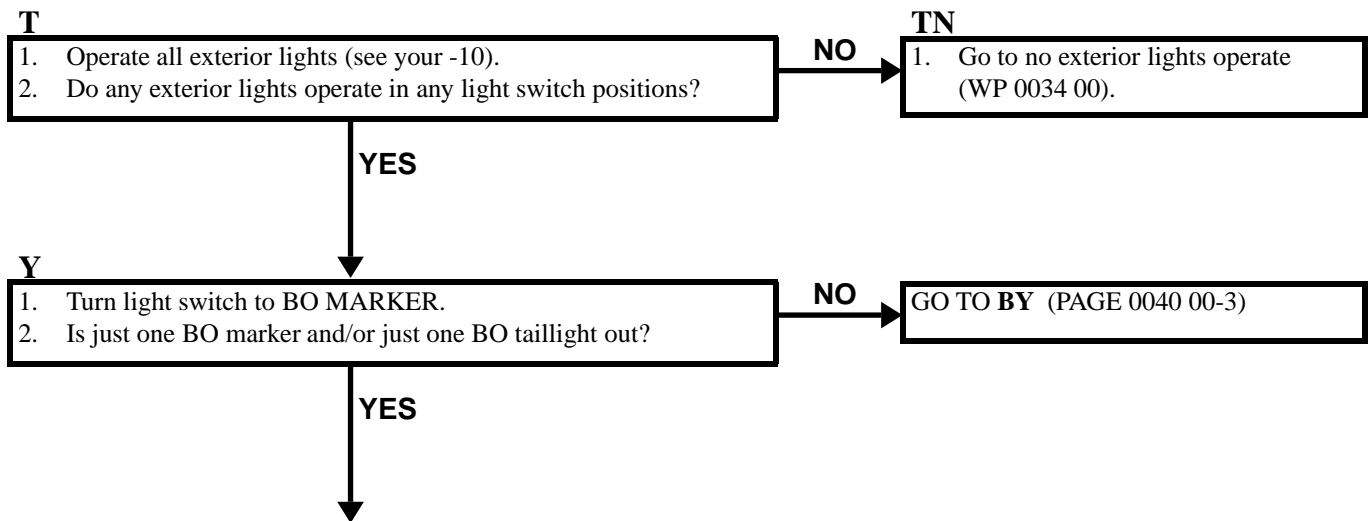 T
1. Operate all exterior lights (see your -10).
2. Do any exterior lights operate in any light switch positions?
NO
TN
1. Go to no exterior lights operate
(WP 0034 00).
YES
Y
1. Turn light switch to BO MARKER.
2. Is just one BO marker and/or just one BO taillight out?
NO
GO TO BY (PAGE 0040 00-3)
YES